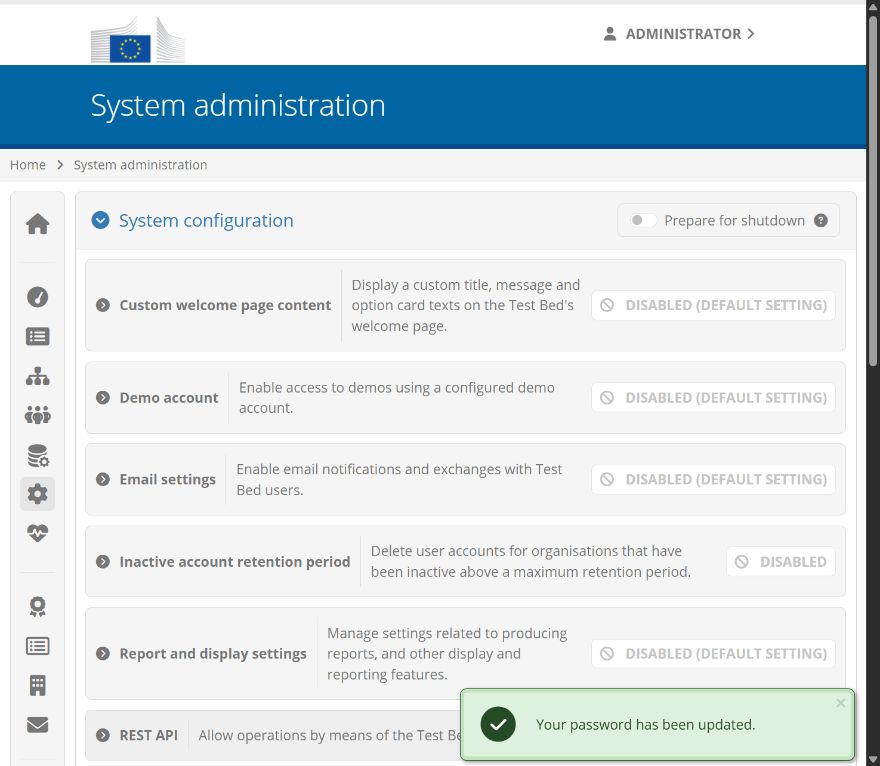 ADMINISTRATOR
System administration
Home
System administration
System configuration
Prepare for shutdown
Custom welcome page content
Display a custom title, message and
option card texts on the Test Bed's
welcome page.
DISABLED (DEFAULT SETTING)
Demo account
Enable access to demos using a configured demo
account.
DISABLED (DEFAULT SETTING)
Email settings
Enable email notifications and exchanges with Test
Bed users.
DISABLED (DEFAULT SETTING)
Inactive account retention period
Delete user accounts for organisations that have
been inactive above a maximum retention period.
DISABLED
Report and display settings
Manage settings related to producing
reports, and other display and
reporting features.
DISABLED (DEFAULT SETTING)
REST API
Allow operations by means of the Test
Your password has been updated.